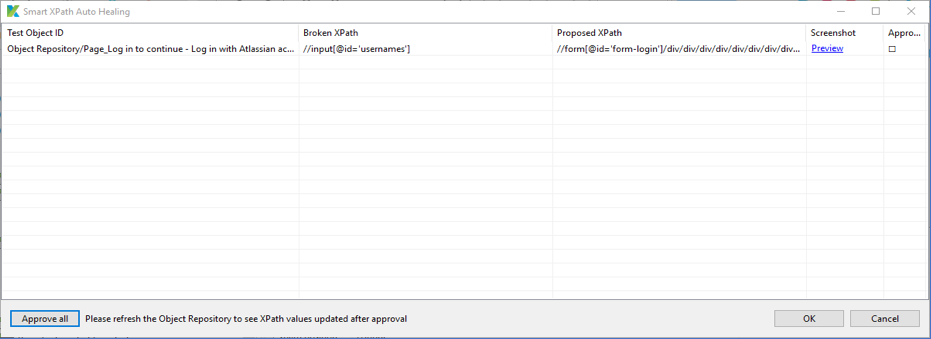 Smart XPath Auto Healing
Test Object ID Broken XPath Proposed XPath Screenshot Appro...
Object Repository/Page_Log in to continue - Log in with Atlassian ac... //input[@id='usernames'] //form[@id='form-login']/div/div/div/div/div/div/div/div... Preview
Approve all Please refresh the Object Repository to see XPath values updated after approval OK Cancel